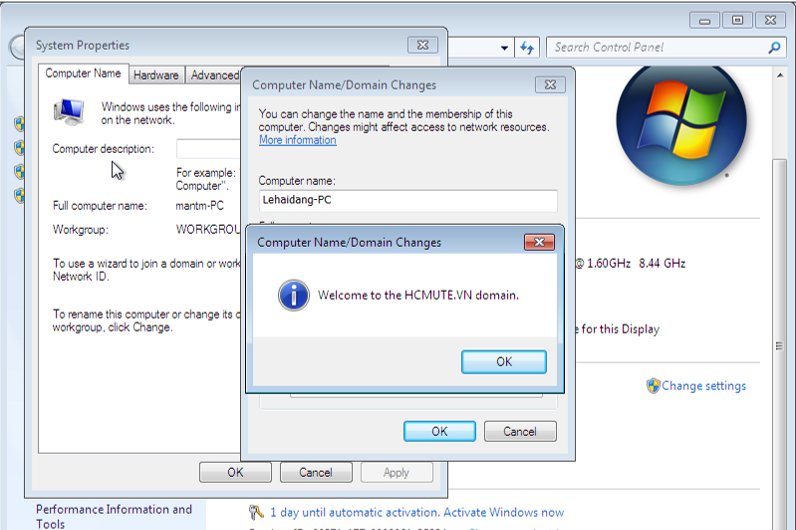 Search Control Panel
System Properties
Computer Name
Hardware
Advanced
Windows uses the following
on the network.
Computer description:
For example:
Computer".
Full computer name:
mantm-PC
Workgroup:
To use a wizard to join a domain or
Network ID.
To rename this computer or change its
workgroup, click Change.
OK
Cancel
Apply
Computer Name/Domain Changes
You can change the name and the membership of this
computer. Changes might affect access to network resources.
More information
Computer name:
Lehaidang-PC
Computer Name/Domain Changes
Welcome to the HCMUTE.VN domain.
OK
OK
Cancel
@ 1.60GHz 8.44 GHz
for this Display
Change settings
Performance Information and
Tools
1 day until automatic activation. Activate Windows now